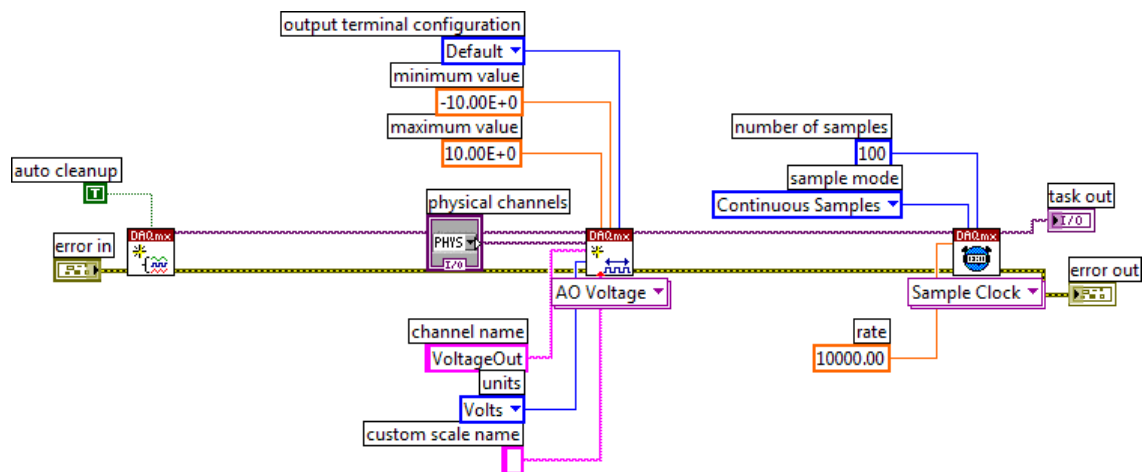 output terminal configuration
Default
minimum value
-10.00E+0
maximum value
10.00E+0
number of samples
100
sample mode
Continuous Samples
auto cleanup
T
physical channels
task out
I/O
error in
DAQmx
PHYS
I/O
DAQmx
DAQmx
error out
AO Voltage
Sample Clock
channel name
VoltageOut
rate
10000.00
units
Volts
custom scale name